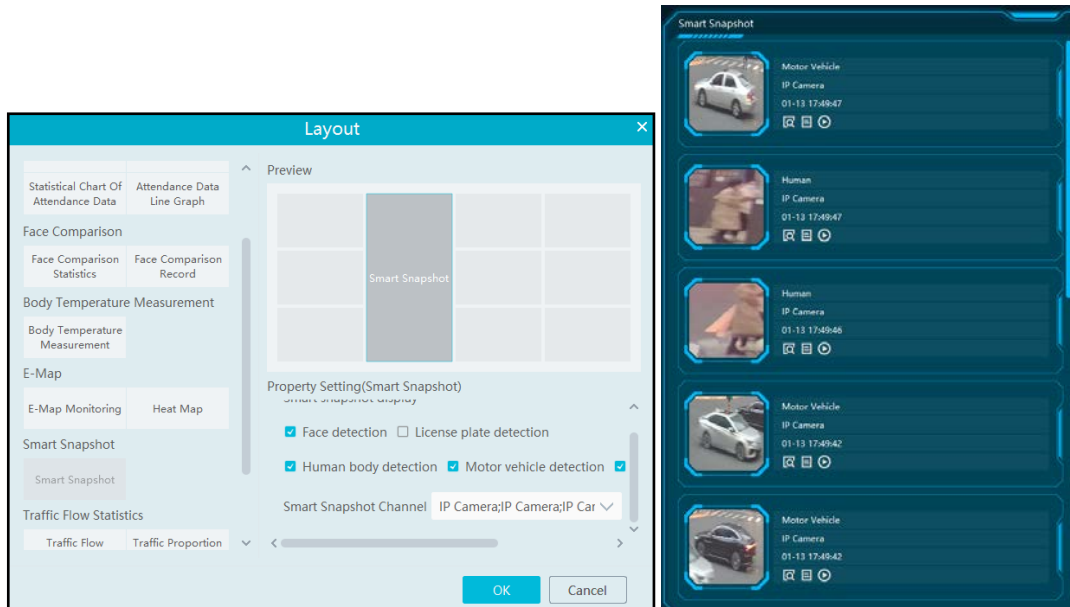 Layout
Statistical Chart Of
Attendance Data
Attendance Data
Line Graph
Face Comparison
Face Comparison
Statistics
Face Comparison
Record
Body Temperature Measurement
Body Temperature
Measurement
E-Map
E-Map Monitoring
Heat Map
Smart Snapshot
Smart Snapshot
Traffic Flow Statistics
Traffic Flow
Traffic Proportion
Preview
Smart Snapshot
Property Setting(Smart Snapshot)
Smart snapshot display
Face detection
License plate detection
Human body detection
Motor vehicle detection
Smart Snapshot Channel
IP Camera;IP Camera;IP Car
OK
Cancel
Smart Snapshot
Motor Vehicle
IP Camera
01-13 17:49:47
Human
IP Camera
01-13 17:49:47
Human
IP Camera
01-13 17:49:46
Motor Vehicle
IP Camera
01-13 17:49:42
Motor Vehicle
IP Camera
01-13 17:49:42